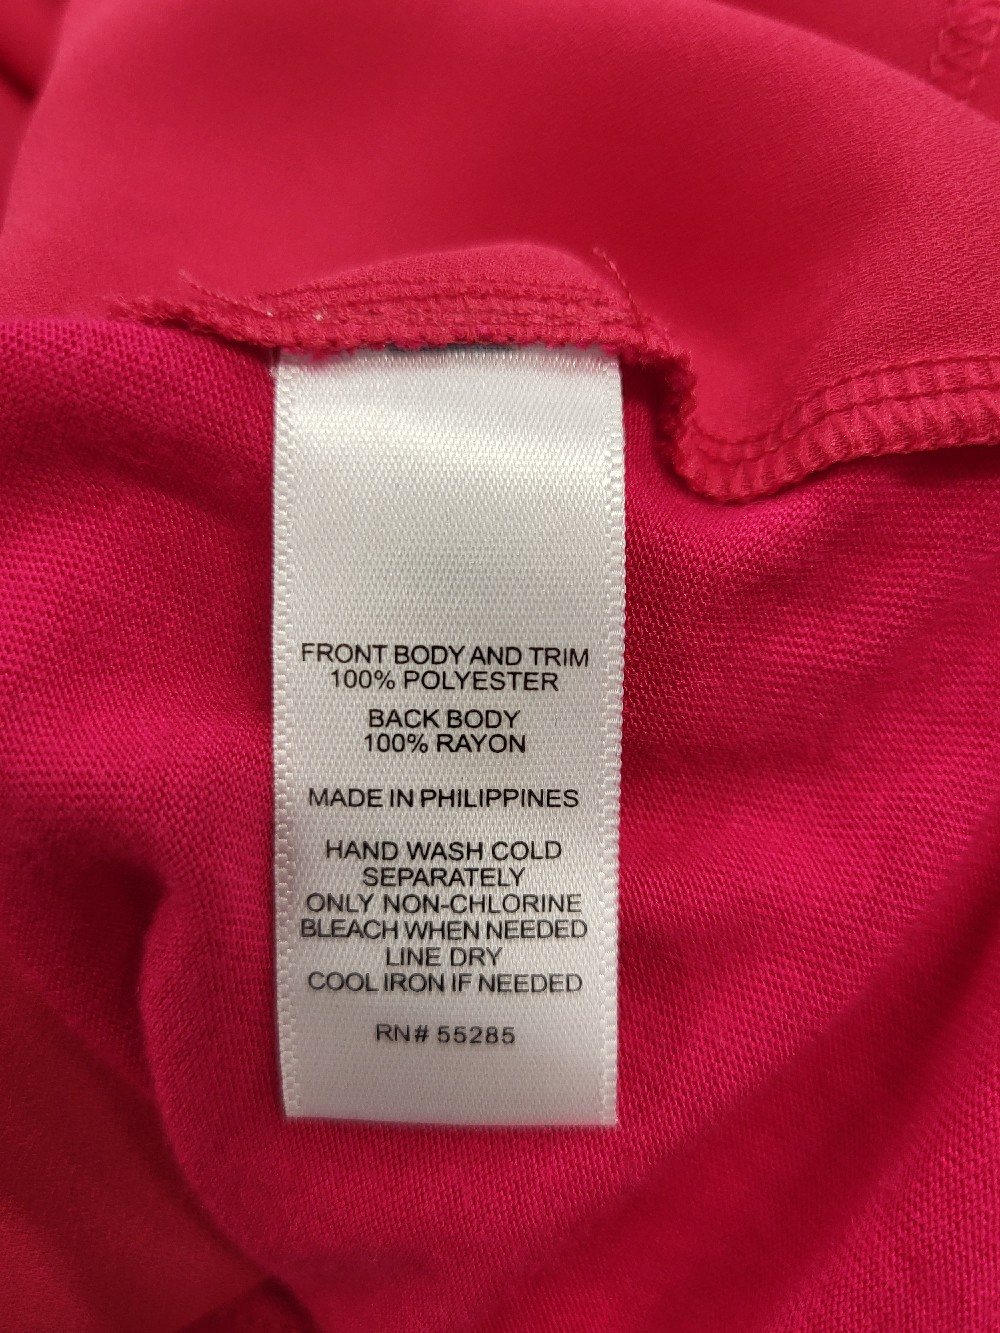 FRONT BODY AND TRIM
100% POLYESTER
BACK BODY
100% RAYON
MADE IN PHILIPPINES
HAND WASH COLD
SEPARATELY
ONLY NON-CHLORINE
BLEACH WHEN NEEDED
LINE DRY
COOL IRON IF NEEDED
RN# 55285